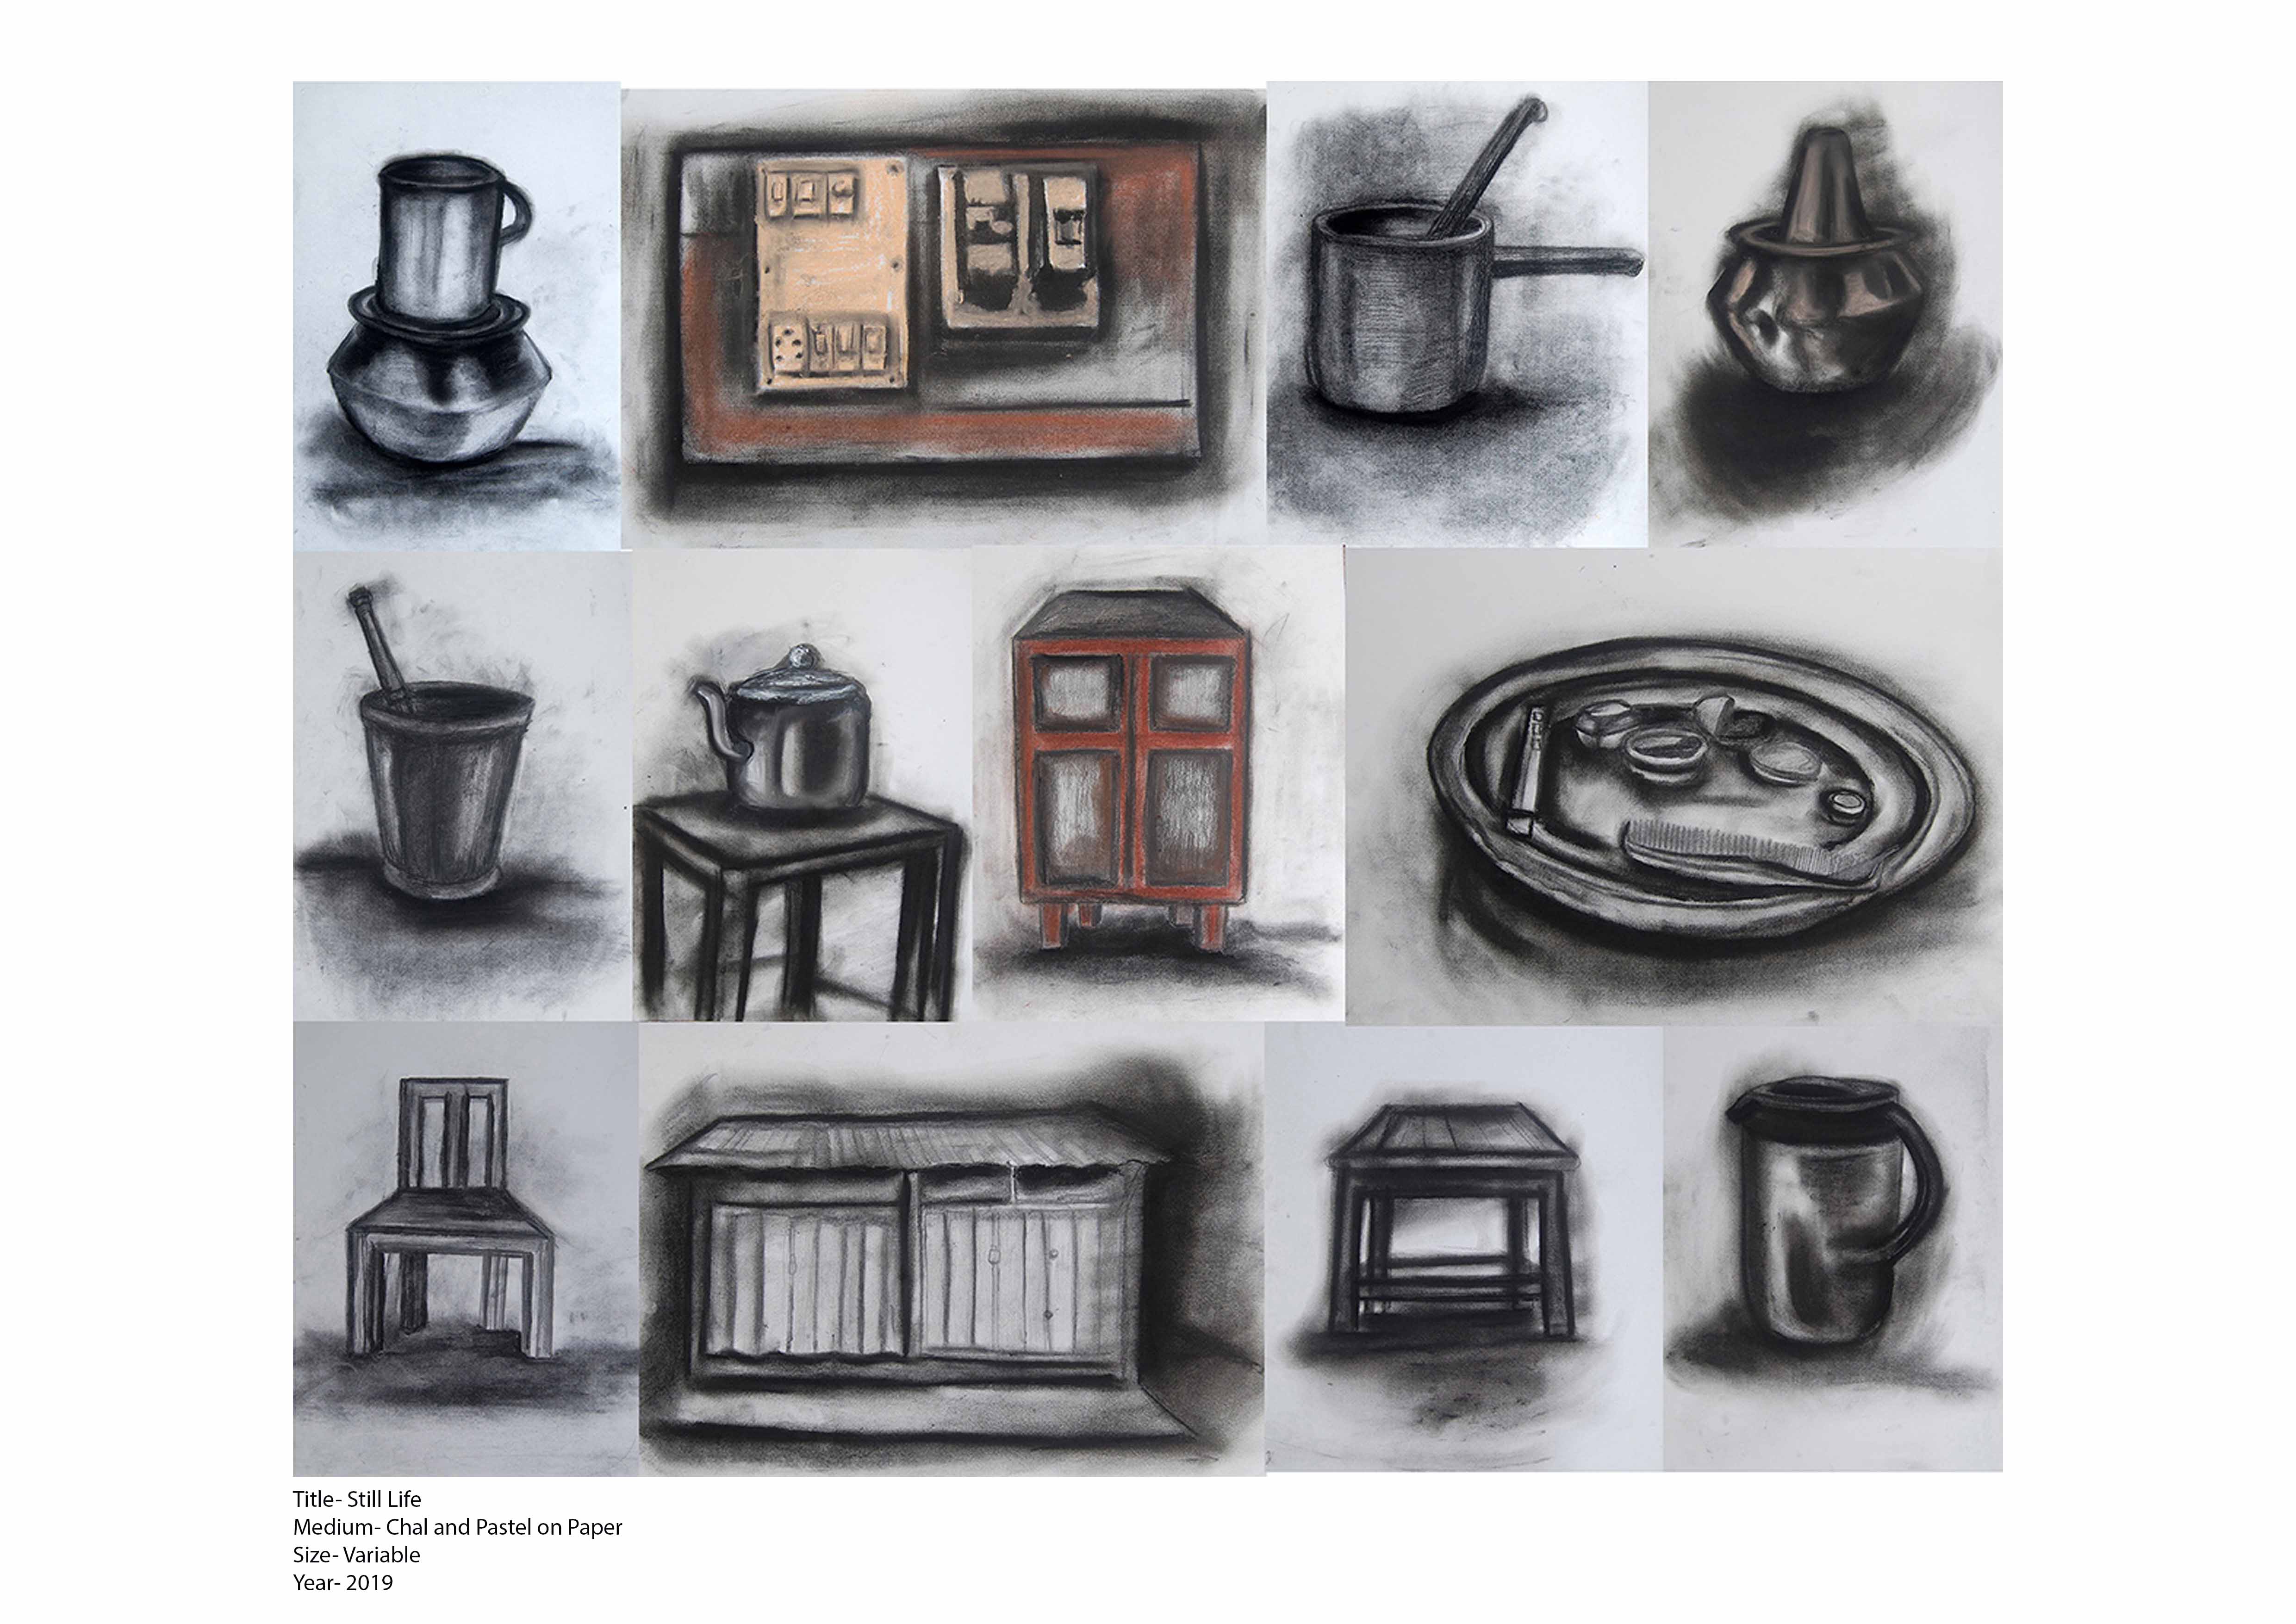 Title- Still Life
Medium- Chal and Pastel on Paper
Size- Variable
Year- 2019